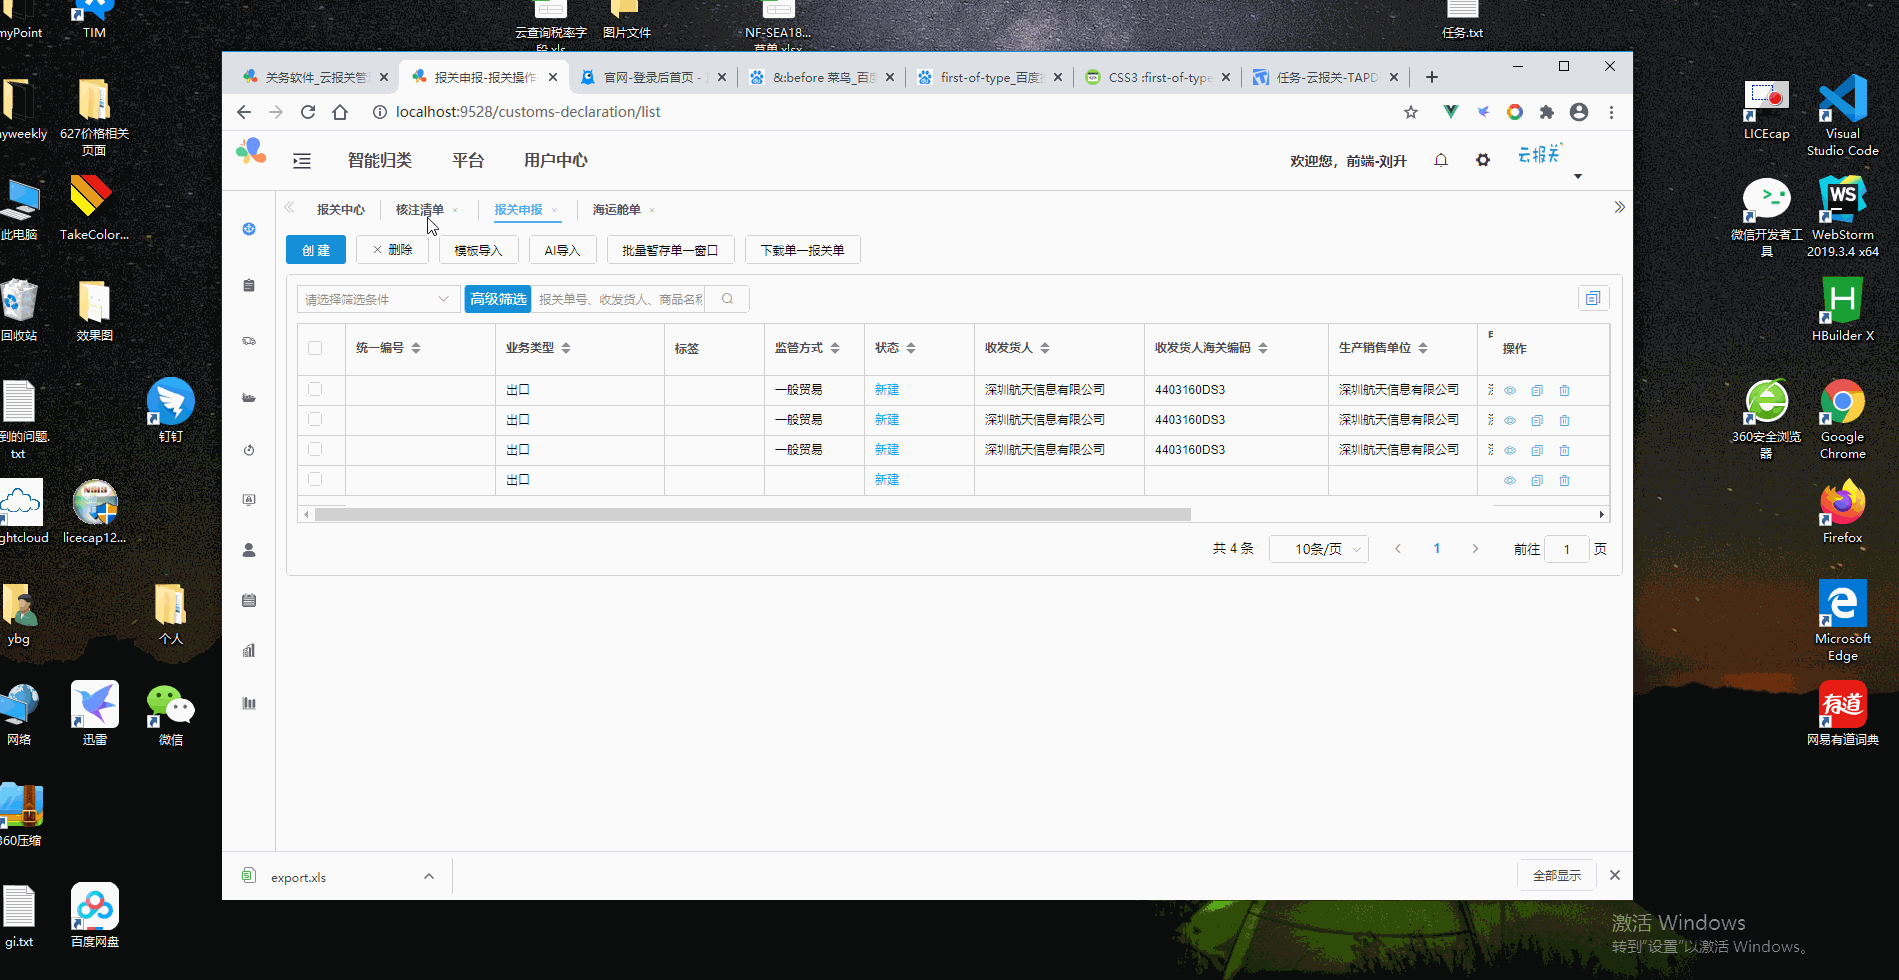 myPoint
TIM
云查询税率字
段.xls
图片文件
NF-SEA18...
草单.xlsx
任务.txt
关务软件_云报关管
报关申报-报关操作
官网-登录后首页 -
&:before 菜鸟_百度
first-of-type_百度搜
CSS3 :first-of-type
任务-云报关-TAPD
localhost:9528/customs-declaration/list
智能归类
平台
用户中心
欢迎您，前端-刘升
云报关
报关中心
核注清单
报关申报
海运舱单
创 建
删除
模板导入
AI导入
批量暂存单一窗口
下载单一报关单
请选择筛选条件
高级筛选
报关单号、收发货人、商品名称
统一编号
业务类型
标签
监管方式
状态
收发货人
收发货人海关编码
生产销售单位
操作
出口
一般贸易
新建
深圳航天信息有限公司
4403160DS3
深圳航天信息有限公司
出口
一般贸易
新建
深圳航天信息有限公司
4403160DS3
深圳航天信息有限公司
出口
一般贸易
新建
深圳航天信息有限公司
4403160DS3
深圳航天信息有限公司
出口
新建
共 4 条
10条/页
1
前往
1
页
export.xls
全部显示
myweekly
627价格相关
页面
此电脑
TakeColor...
回收站
效果图
到的问题.
txt
钉钉
ghtcloud
licecap12...
NSIS
ybg
个人
网络
迅雷
微信
360压缩
gi.txt
百度网盘
LICEcap
Visual
Studio Code
微信开发者工
具
WS
WebStorm
2019.3.4 x64
HBuilder X
360安全浏览
器
Google
Chrome
Firefox
Microsoft
Edge
有道
网易有道词典
激活 Windows
转到"设置"以激活 Windows。